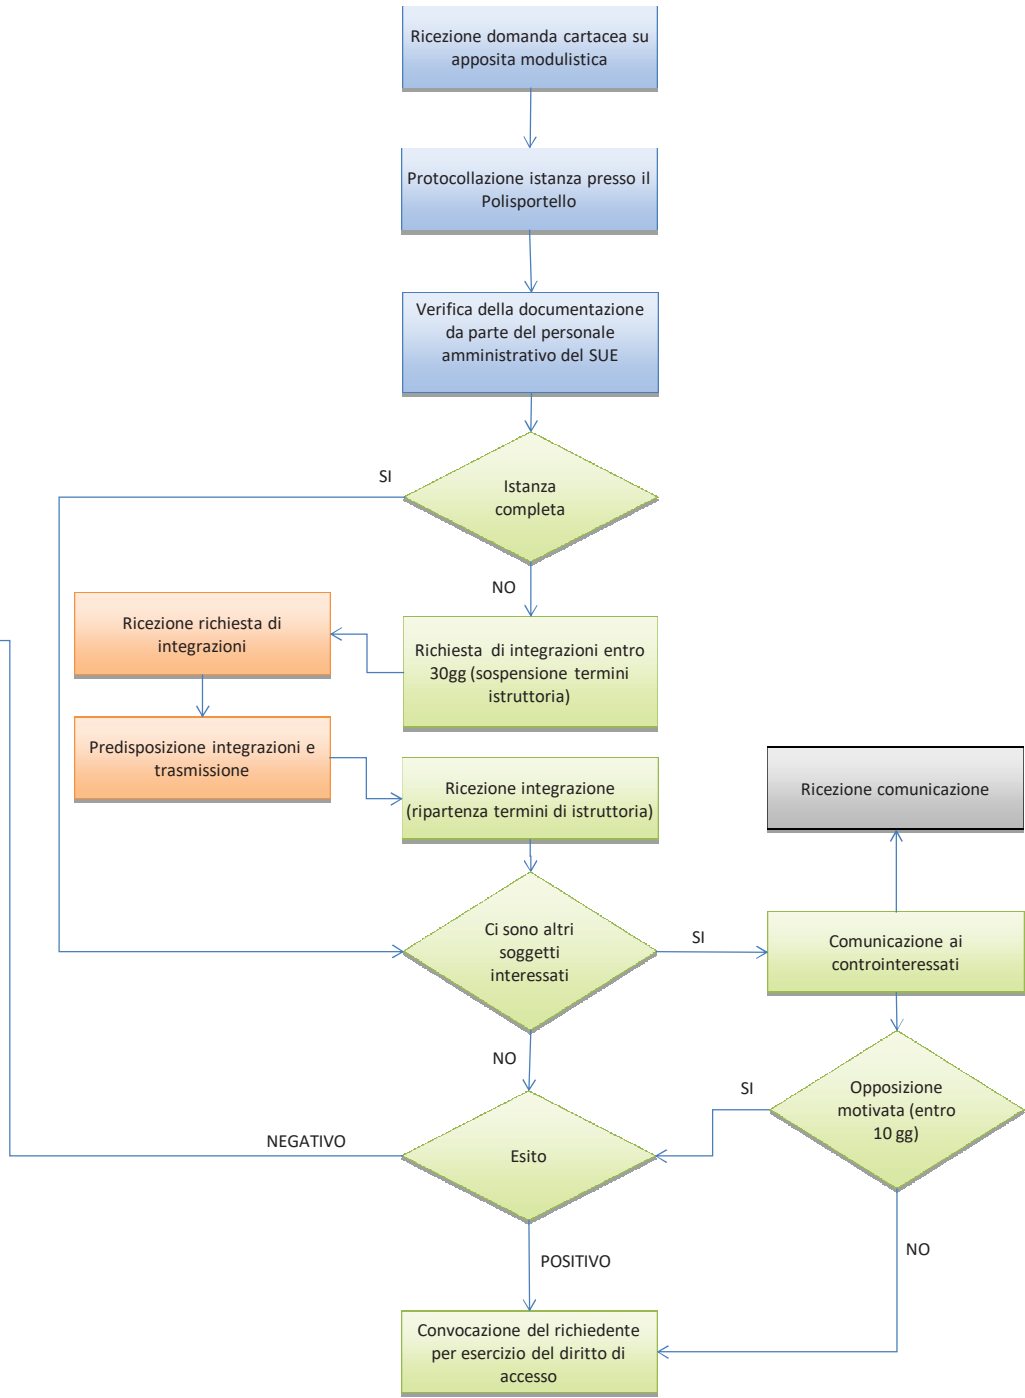 Ricezione domanda cartacea su
apposita modulistica
Protocollazione istanza presso il
Polisportello
Verifica della documentazione
da parte del personale
amministrativo del SUE
SI
Istanza
completa
NO
Ricezione richiesta di
integrazioni
Richiesta di integrazioni entro
30gg (sospensione termini
istruttoria)
Predisposizione integrazioni e
trasmissione
Ricezione integrazione
(ripartenza termini di istruttoria)
Ricezione comunicazione
Ci sono altri
soggetti
interessati
SI
Comunicazione ai
controinteressati
NO
SI
Opposizione
motivata (entro
10 gg)
NEGATIVO
Esito
NO
POSITIVO
Convocazione del richiedente
per esercizio del diritto di
accesso